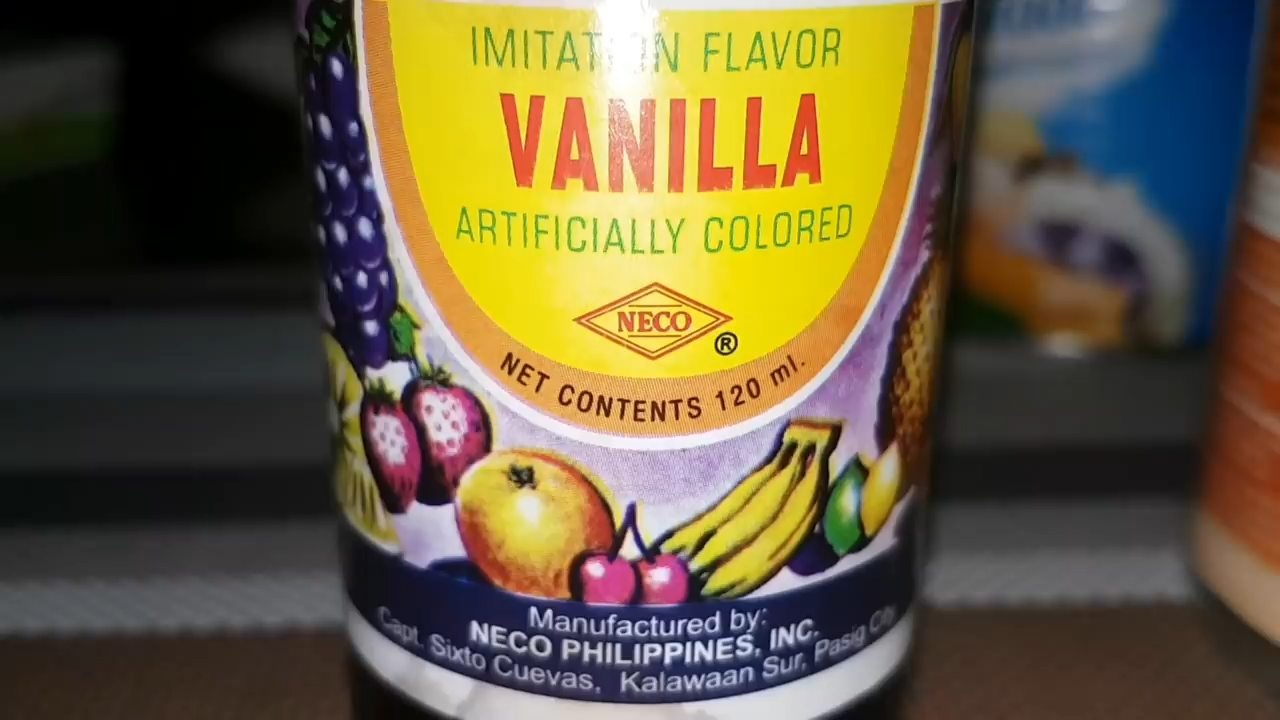 IMITATION FLAVOR
VANILLA
ARTIFICIALLY COLORED
NECO ®
NET CONTENTS 120 ml.
Manufactured by:
NECO PHILIPPINES, INC.
Capt. Sixto Cuevas, Kalawaan Sur, Pasig City